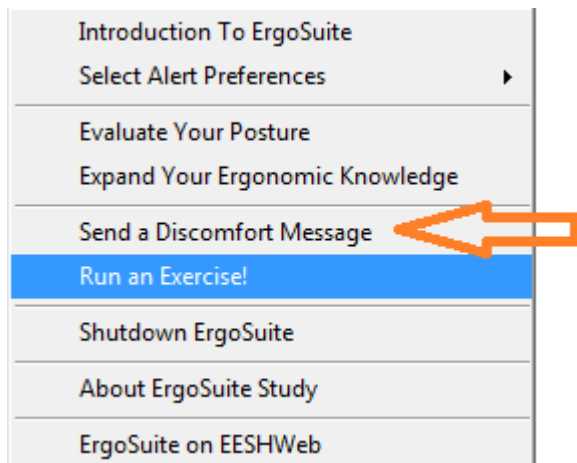 Introduction To ErgoSuite
Select Alert Preferences
Evaluate Your Posture
Expand Your Ergonomic Knowledge
Send a Discomfort Message
Run an Exercise!
Shutdown ErgoSuite
About ErgoSuite Study
ErgoSuite on EESHWeb